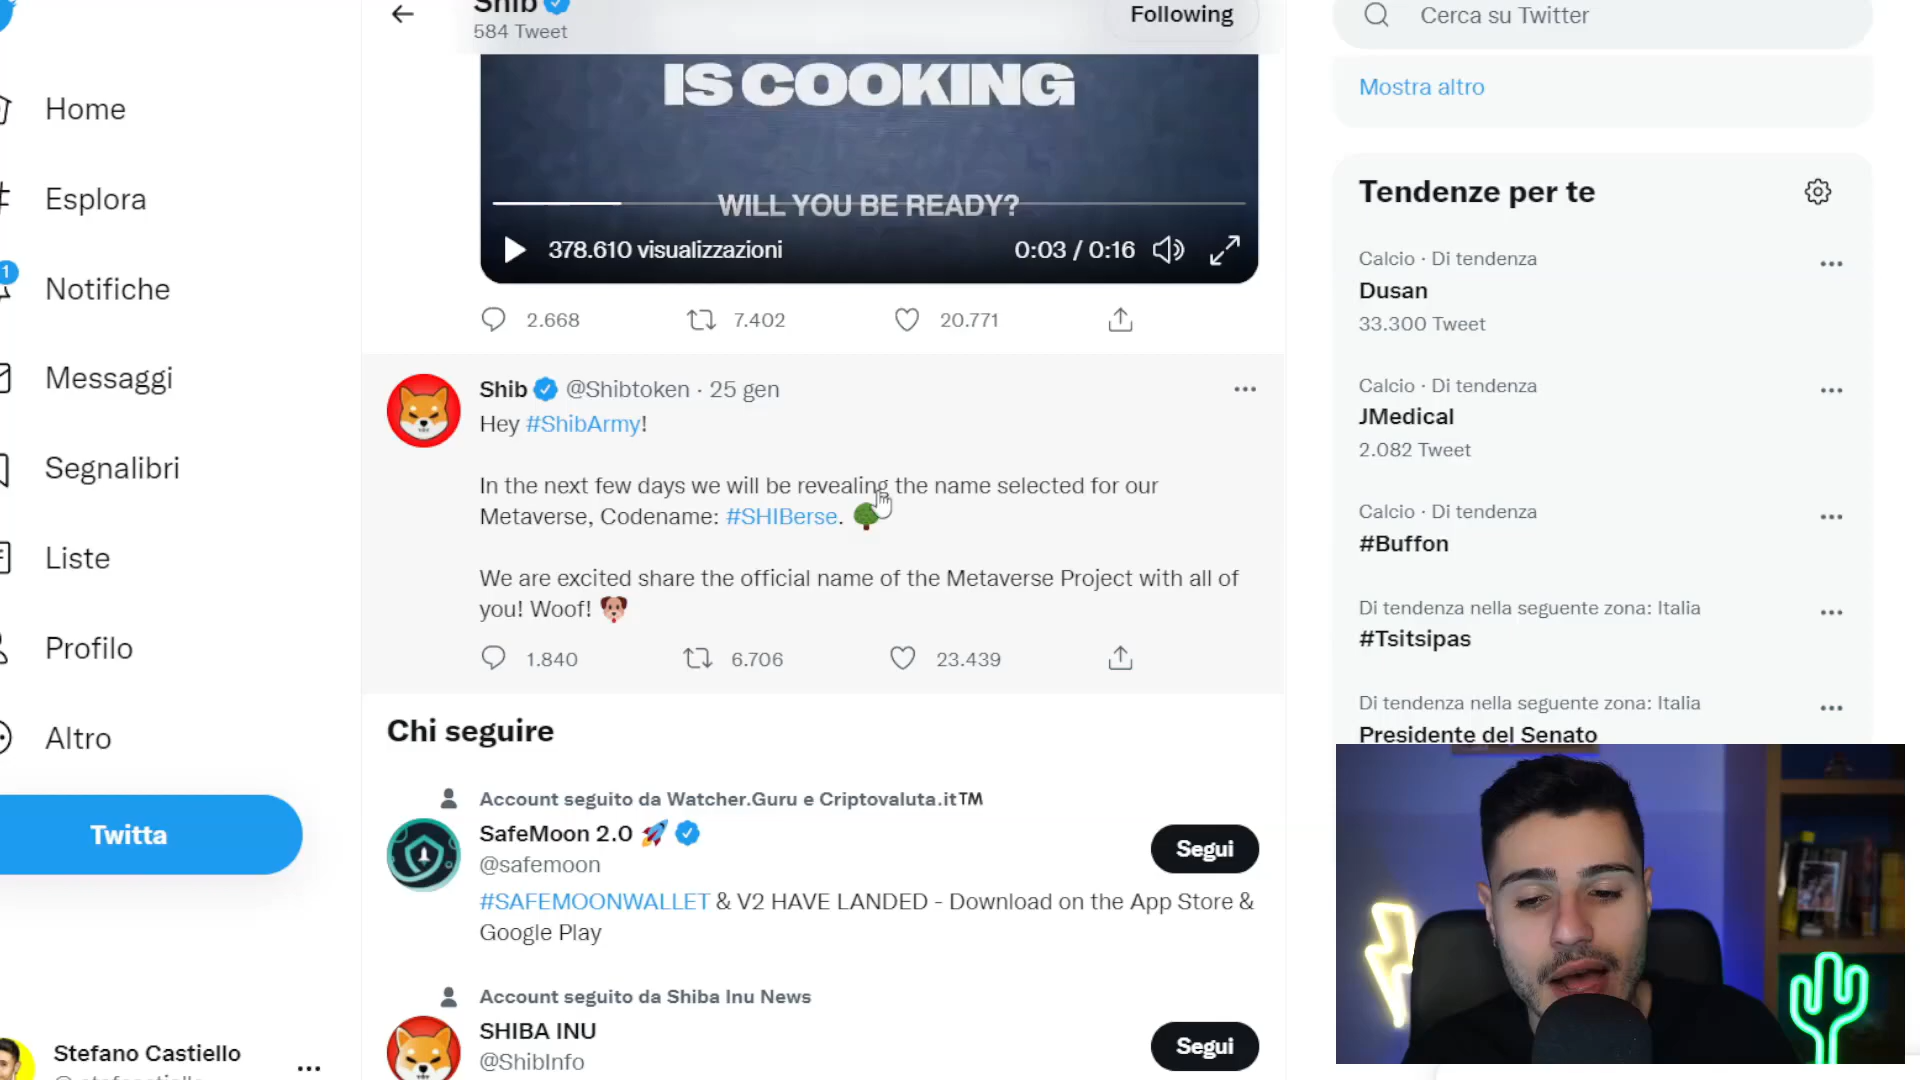 Shib
584 Tweet
Following
Cerca su Twitter
Mostra altro
Home
Esplora
1
Notifiche
Messaggi
Segnalibri
Liste
Profilo
Altro
Twitta
Stefano Castiello
IS COOKING
WILL YOU BE READY?
378.610 visualizzazioni
0:03 / 0:16
2.668 7.402 20.771
Shib @Shibtoken · 25 gen
Hey #ShibArmy!
In the next few days we will be revealing the name selected for our
Metaverse, Codename: #SHIBerse.
We are excited share the official name of the Metaverse Project with all of
you! Woof!
1.840 6.706 23.439
Chi seguire
Account seguito da Watcher.Guru e Criptovaluta.it™
SafeMoon 2.0
@safemoon
Segui
#SAFEMOONWALLET & V2 HAVE LANDED - Download on the App Store &
Google Play
Account seguito da Shiba Inu News
SHIBA INU
@ShibInfo
Segui
Tendenze per te
Calcio · Di tendenza
Dusan
33.300 Tweet
Calcio · Di tendenza
JMedical
2.082 Tweet
Calcio · Di tendenza
#Buffon
Di tendenza nella seguente zona: Italia
#Tsitsipas
Di tendenza nella seguente zona: Italia
Presidente del Senato